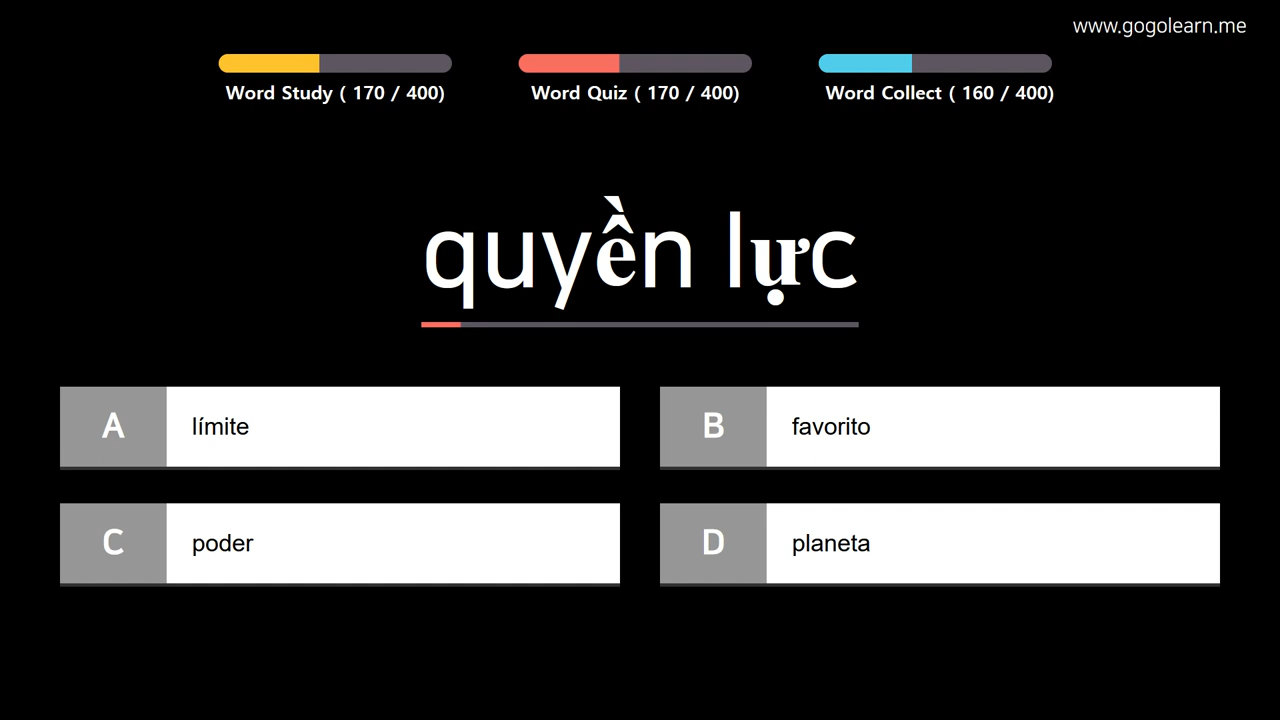 www.gogolearn.me
Word Study ( 170 / 400)
Word Quiz ( 170 / 400)
Word Collect ( 160 / 400)
quyền lực
A
límite
B
favorito
C
poder
D
planeta